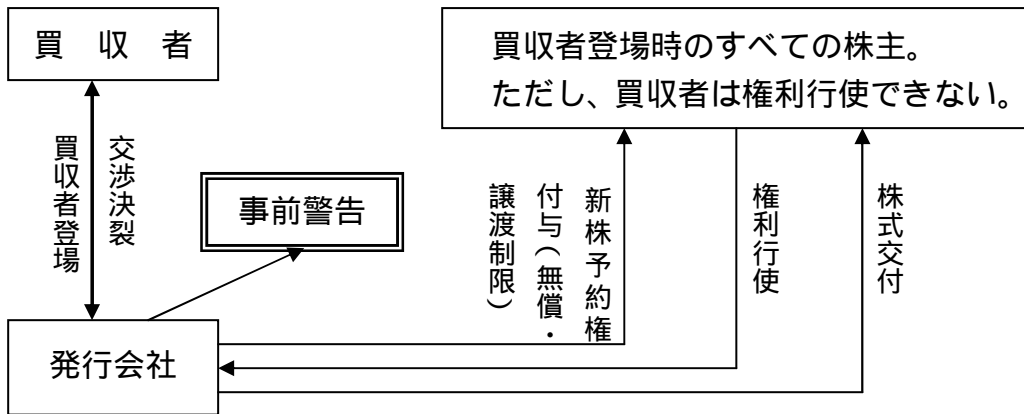 買収者
買収者登場時のすべての株主。
ただし、買収者は権利行使できない。
交渉決裂
買収者登場
事前警告
新株予約権
付与(無償・
譲渡制限)
権利行使
株式交付
発行会社